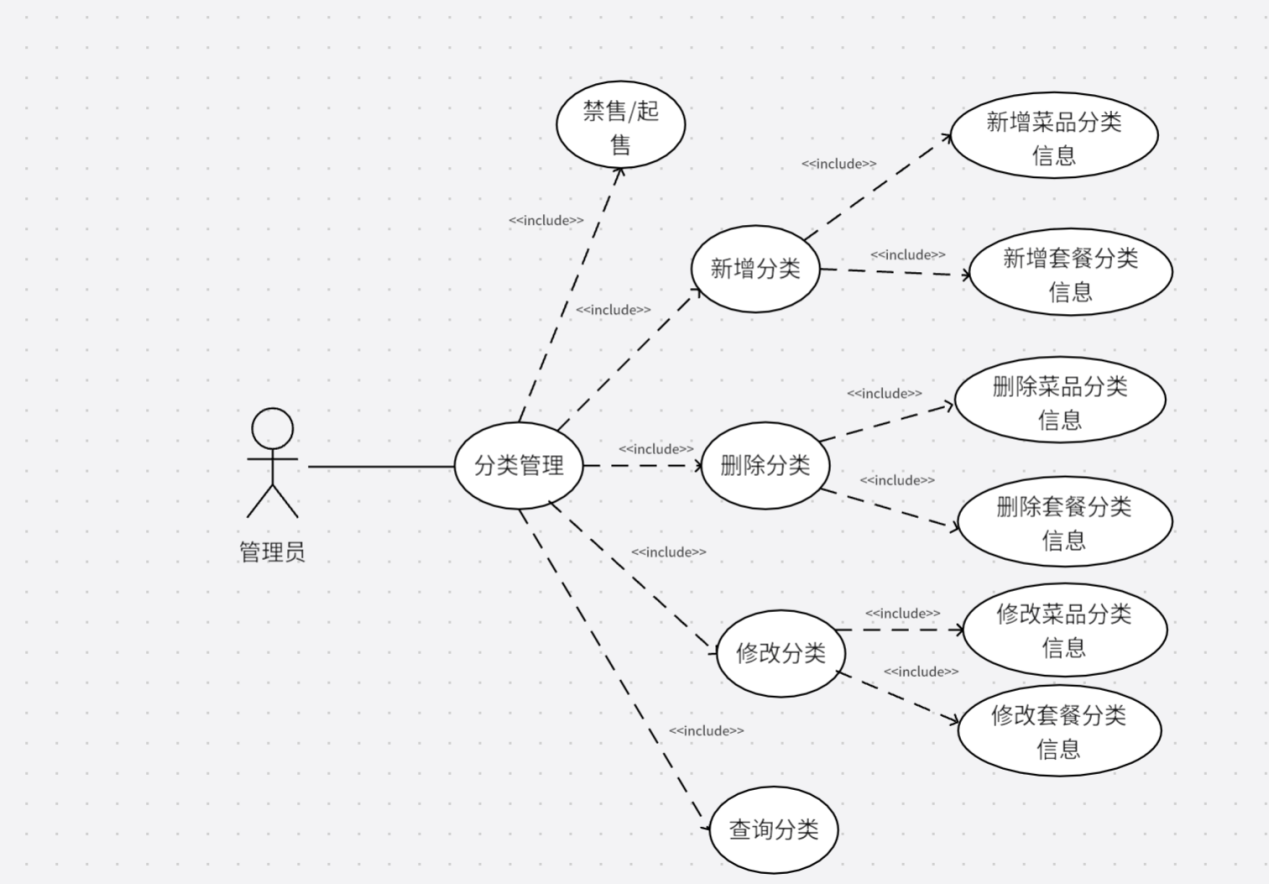 禁售/起
售
新增菜品分类
信息
<<include>>
<<include>>
<<include>>
新增套餐分类
信息
新增分类
<<include>>
删除菜品分类
信息
<<include>>
<<include>>
分类管理
删除分类
<<include>>
删除套餐分类
信息
管理员
<<include>>
修改菜品分类
信息
<<include>>
修改分类
<<include>>
修改套餐分类
信息
<<include>>
查询分类